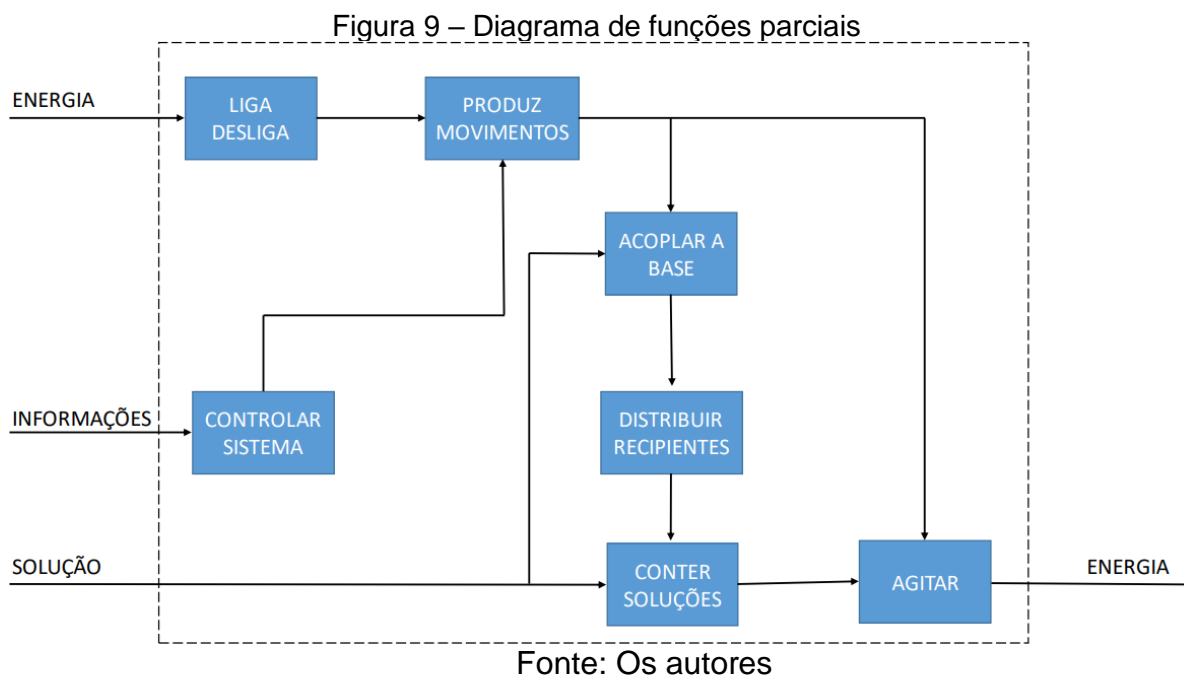 Figura 9 – Diagrama de funções parciais
ENERGIA
LIGA
DESLIGA
PRODUZ
MOVIMENTOS
ACOPLAR A
BASE
INFORMAÇÕES
CONTROLAR
SISTEMA
DISTRIBUIR
RECIPIENTES
SOLUÇÃO
CONTER
SOLUÇÕES
AGITAR
ENERGIA
Fonte: Os autores